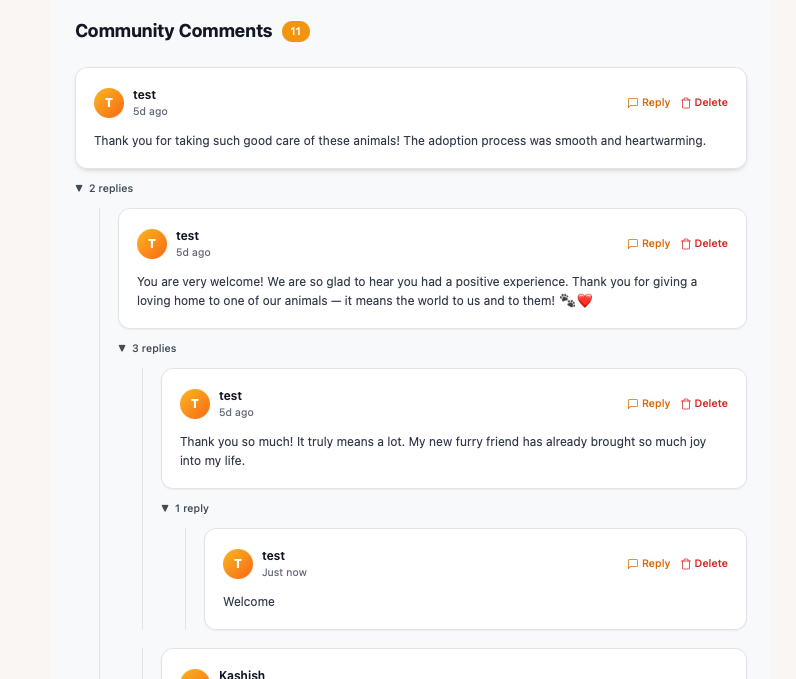 Community Comments 11
T test Reply Delete
5d ago
Thank you for taking such good care of these animals! The adoption process was smooth and heartwarming.
▼ 2 replies
T test Reply Delete
5d ago
You are very welcome! We are so glad to hear you had a positive experience. Thank you for giving a
loving home to one of our animals — it means the world to us and to them! 🐾❤️
▼ 3 replies
T test Reply Delete
5d ago
Thank you so much! It truly means a lot. My new furry friend has already brought so much joy
into my life.
▼ 1 reply
T test Reply Delete
Just now
Welcome
Kashish